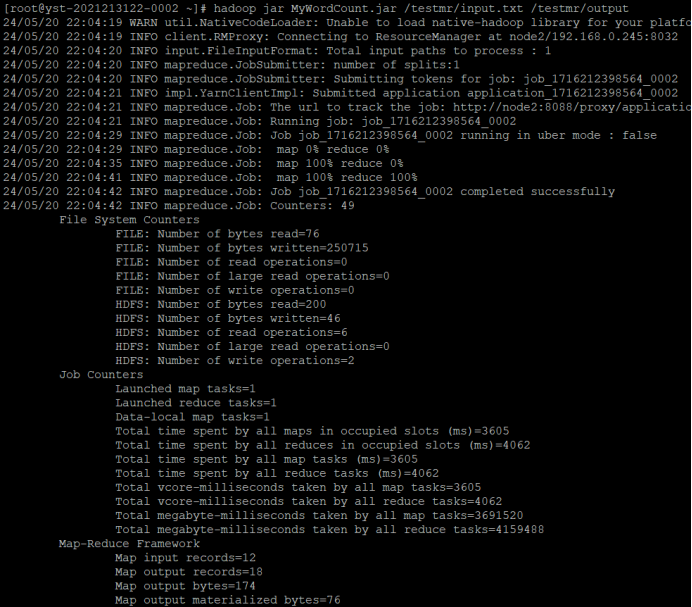 [root@yst-2021213122-0002 ~]# hadoop jar MyWordCount.jar /testmr/input.txt /testmr/output
24/05/20 22:04:19 WARN util.NativeCodeLoader: Unable to load native-hadoop library for your platfo
24/05/20 22:04:19 INFO client.RMProxy: Connecting to ResourceManager at node2/192.168.0.245:8032
24/05/20 22:04:20 INFO input.FileInputFormat: Total input paths to process : 1
24/05/20 22:04:20 INFO mapreduce.JobSubmitter: number of splits:1
24/05/20 22:04:20 INFO mapreduce.JobSubmitter: Submitting tokens for job: job_1716212398564_0002
24/05/20 22:04:21 INFO impl.YarnClientImpl: Submitted application application_1716212398564_0002
24/05/20 22:04:21 INFO mapreduce.Job: The url to track the job: http://node2:8088/proxy/applicatio
24/05/20 22:04:21 INFO mapreduce.Job: Running job: job_1716212398564_0002
24/05/20 22:04:29 INFO mapreduce.Job: Job job_1716212398564_0002 running in uber mode : false
24/05/20 22:04:29 INFO mapreduce.Job:  map 0% reduce 0%
24/05/20 22:04:35 INFO mapreduce.Job:  map 100% reduce 0%
24/05/20 22:04:41 INFO mapreduce.Job:  map 100% reduce 100%
24/05/20 22:04:42 INFO mapreduce.Job: Job job_1716212398564_0002 completed successfully
24/05/20 22:04:42 INFO mapreduce.Job: Counters: 49
File System Counters
FILE: Number of bytes read=76
FILE: Number of bytes written=250715
FILE: Number of read operations=0
FILE: Number of large read operations=0
FILE: Number of write operations=0
HDFS: Number of bytes read=200
HDFS: Number of bytes written=46
HDFS: Number of read operations=6
HDFS: Number of large read operations=0
HDFS: Number of write operations=2
Job Counters
Launched map tasks=1
Launched reduce tasks=1
Data-local map tasks=1
Total time spent by all maps in occupied slots (ms)=3605
Total time spent by all reduces in occupied slots (ms)=4062
Total time spent by all map tasks (ms)=3605
Total time spent by all reduce tasks (ms)=4062
Total vcore-milliseconds taken by all map tasks=3605
Total vcore-milliseconds taken by all reduce tasks=4062
Total megabyte-milliseconds taken by all map tasks=3691520
Total megabyte-milliseconds taken by all reduce tasks=4159488
Map-Reduce Framework
Map input records=12
Map output records=18
Map output bytes=174
Map output materialized bytes=76